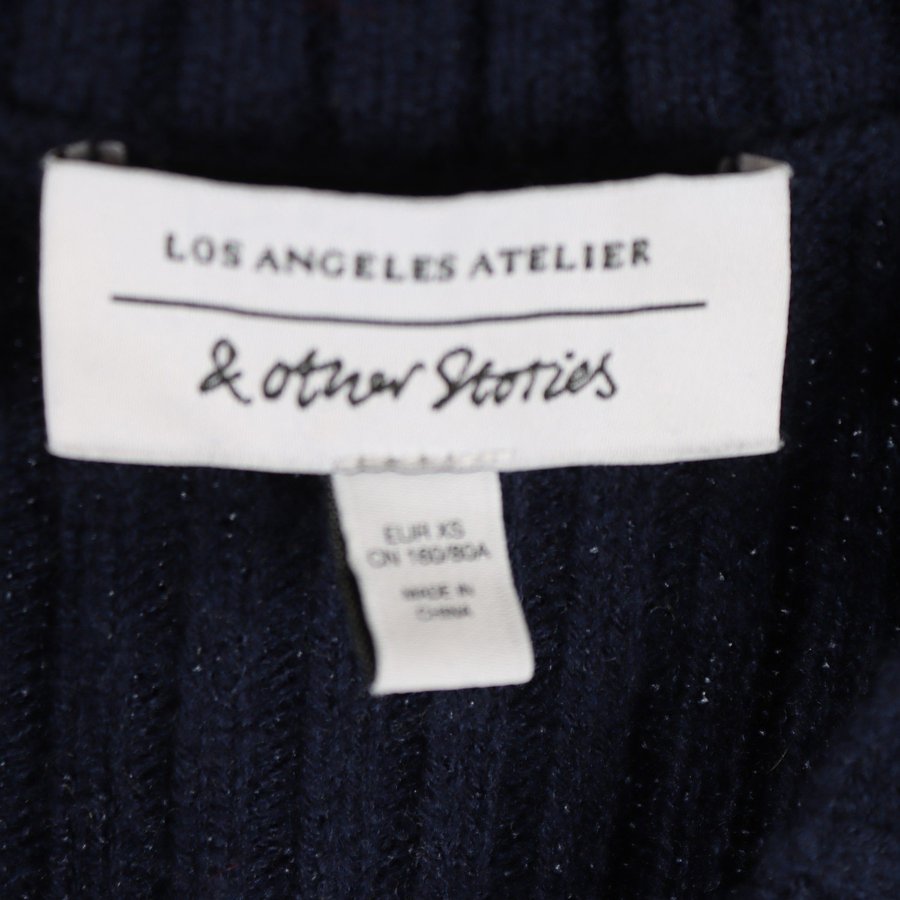 LOS ANGELES ATELIER
& other Stories
EUR XS
CN 160/80A
MADE IN
CHINA